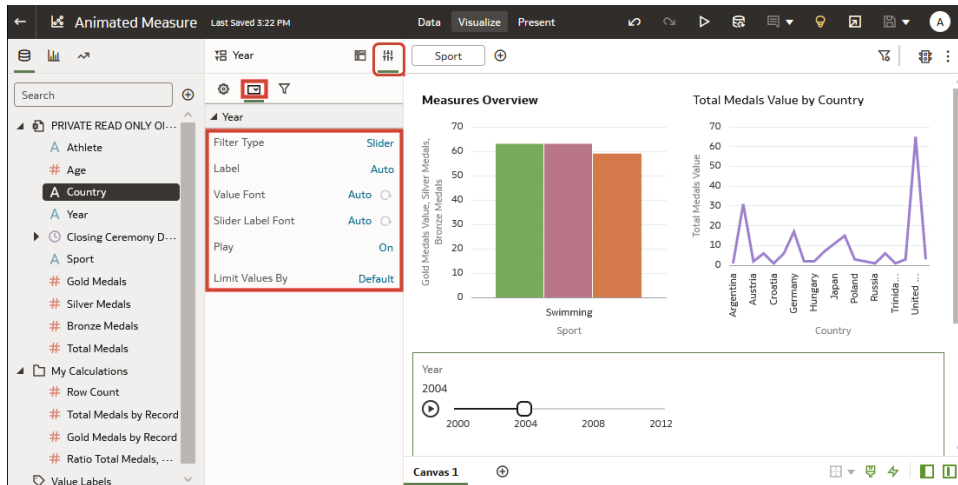 Animated Measure Last Saved 3:22 PM Data Visualize Present A
Year Sport
Search
PRIVATE READ ONLY Ol...
A Athlete
# Age
A Country
A Year
Closing Ceremony D...
A Sport
# Gold Medals
# Silver Medals
# Bronze Medals
# Total Medals
My Calculations
# Row Count
# Total Medals by Record
# Gold Medals by Record
# Ratio Total Medals, ...
Value Labels
Year
Filter Type Slider
Label Auto
Value Font Auto
Slider Label Font Auto
Play On
Limit Values By Default
Measures Overview
Gold Medals Value, Silver Medals,
Bronze Medals
70
60
50
40
30
20
10
0
Swimming
Sport
Total Medals Value by Country
Total Medals Value
70
60
50
40
30
20
10
0
Argentina
Austria
Croatia
Germany
Hungary
Japan
Poland
Russia
Trinida...
United ...
Country
Year
2004
2000 2004 2008 2012
Canvas 1